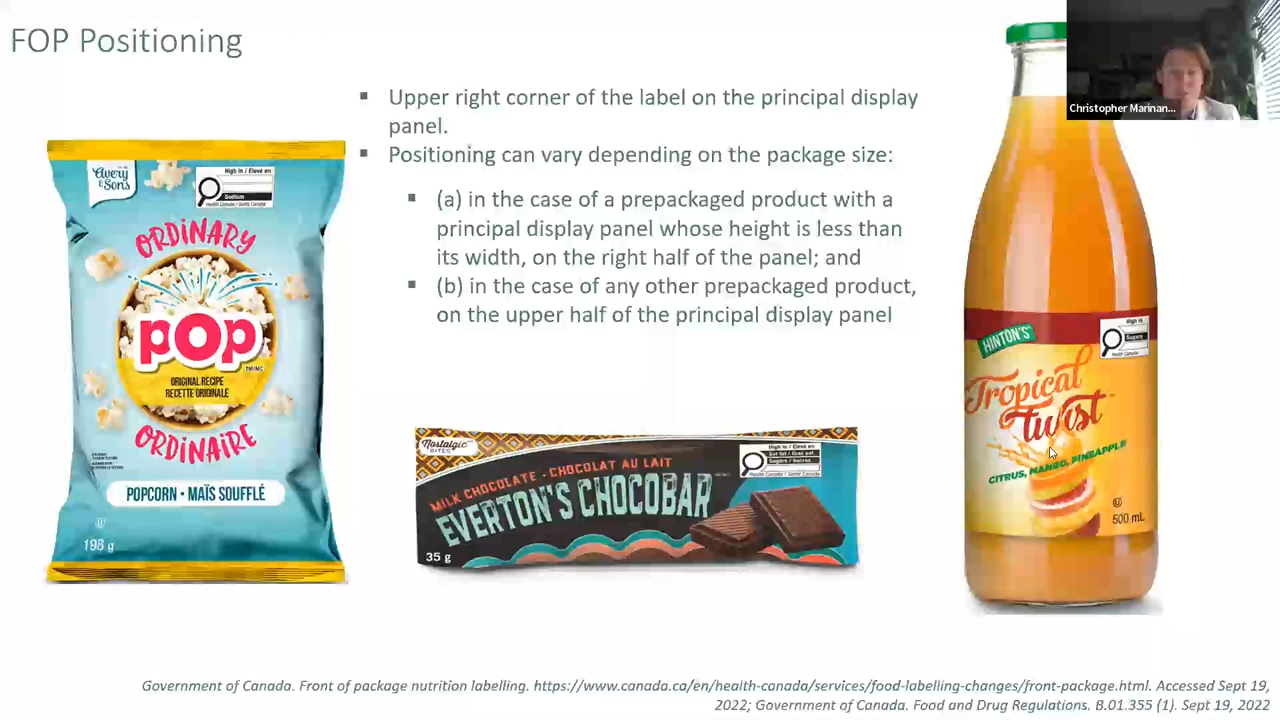 FOP Positioning
Christopher Marinan...
▪ Upper right corner of the label on the principal display
panel.
▪ Positioning can vary depending on the package size:
▪ (a) in the case of a prepackaged product with a
principal display panel whose height is less than
its width, on the right half of the panel; and
▪ (b) in the case of any other prepackaged product,
on the upper half of the principal display panel
Avery
& Sons
High in / Élevé en
Sodium
Health Canada / Santé Canada
ORDINARY
pOp
TM/MC
ORIGINAL RECIPE
RECETTE ORIGINALE
ORDINAIRE
POPCORN • MAÏS SOUFFLÉ
198 g
Nostalgic
BITES
High in / Élevé en
Sat fat / Gras sat
Sugars / Sucres
Health Canada / Santé Canada
MILK CHOCOLATE • CHOCOLAT AU LAIT
EVERTON'S CHOCOBAR
35 g
HINTON'S
High in
Sugars
Health Canada
Tropical
twist
CITRUS, MANGO, PINEAPPLE
500 mL
Government of Canada. Front of package nutrition labelling. https://www.canada.ca/en/health-canada/services/food-labelling-changes/front-package.html. Accessed Sept 19,
2022; Government of Canada. Food and Drug Regulations. B.01.355 (1). Sept 19, 2022